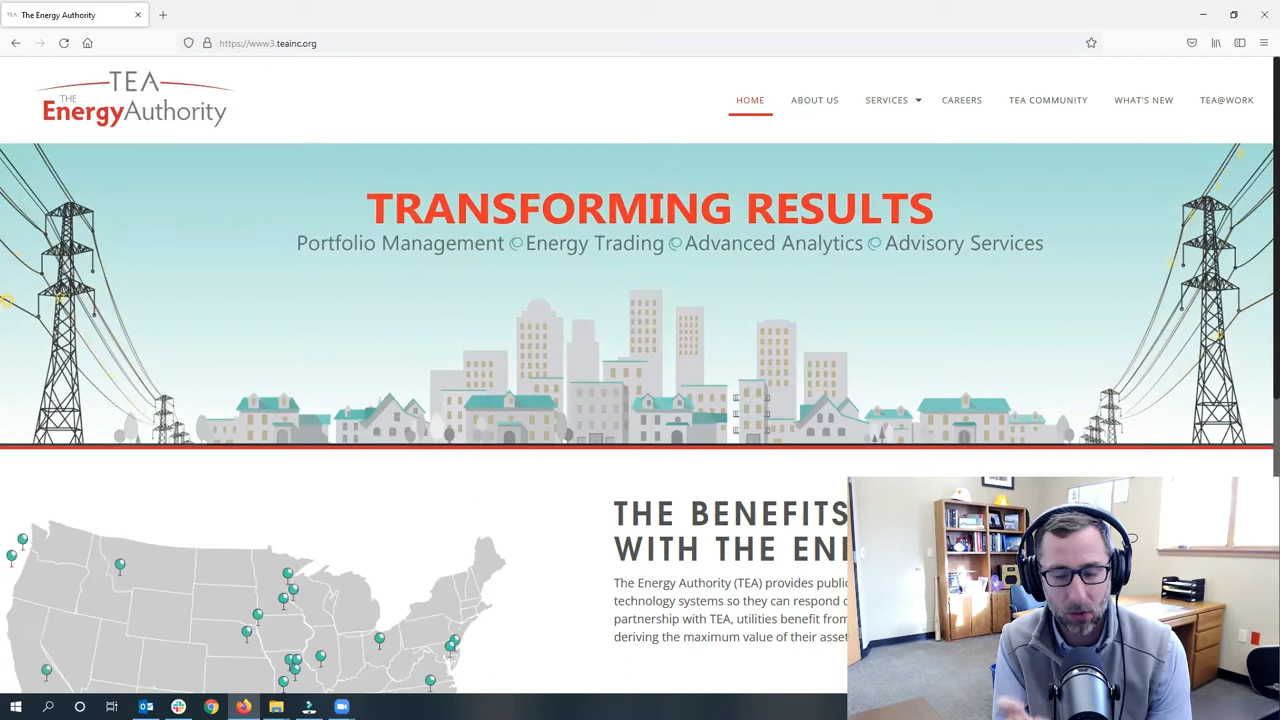 TEA The Energy Authority
https://www3.teainc.org
TEA
THE
EnergyAuthority
HOME ABOUT US SERVICES CAREERS TEA COMMUNITY WHAT'S NEW TEA@WORK
TRANSFORMING RESULTS
Portfolio Management Energy Trading Advanced Analytics Advisory Services
THE BENEFITS
WITH THE
The Energy Authority (TEA) provides
technology systems so they can respond
partnership with TEA, utilities benefit from
deriving the maximum value of their